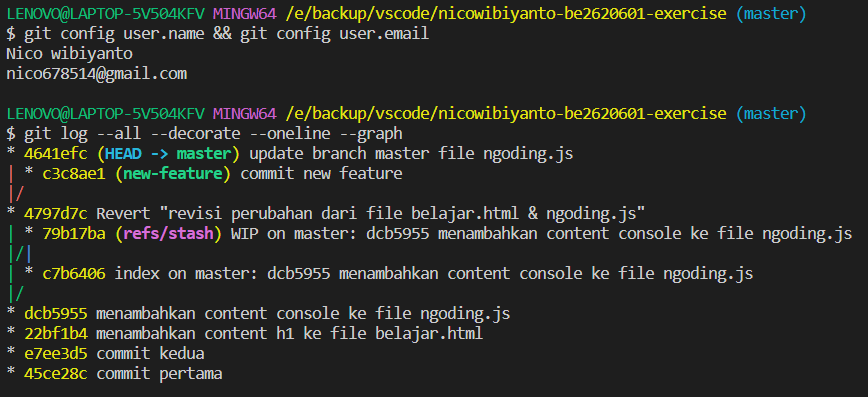 LENOVO@LAPTOP-5V504KFV MINGW64 /e/backup/vscode/nicowibiyanto-be2620601-exercise (master)
$ git config user.name && git config user.email
Nico wibiyanto
nico678514@gmail.com
LENOVO@LAPTOP-5V504KFV MINGW64 /e/backup/vscode/nicowibiyanto-be2620601-exercise (master)
$ git log --all --decorate --oneline --graph
* 4641efc (HEAD -> master) update branch master file ngoding.js
| * c3c8ae1 (new-feature) commit new feature
|/
* 4797d7c Revert "revisi perubahan dari file belajar.html & ngoding.js"
| * 79b17ba (refs/stash) WIP on master: dcb5955 menambahkan content console ke file ngoding.js
|/|
| * c7b6406 index on master: dcb5955 menambahkan content console ke file ngoding.js
|/
* dcb5955 menambahkan content console ke file ngoding.js
* 22bf1b4 menambahkan content h1 ke file belajar.html
* e7ee3d5 commit kedua
* 45ce28c commit pertama